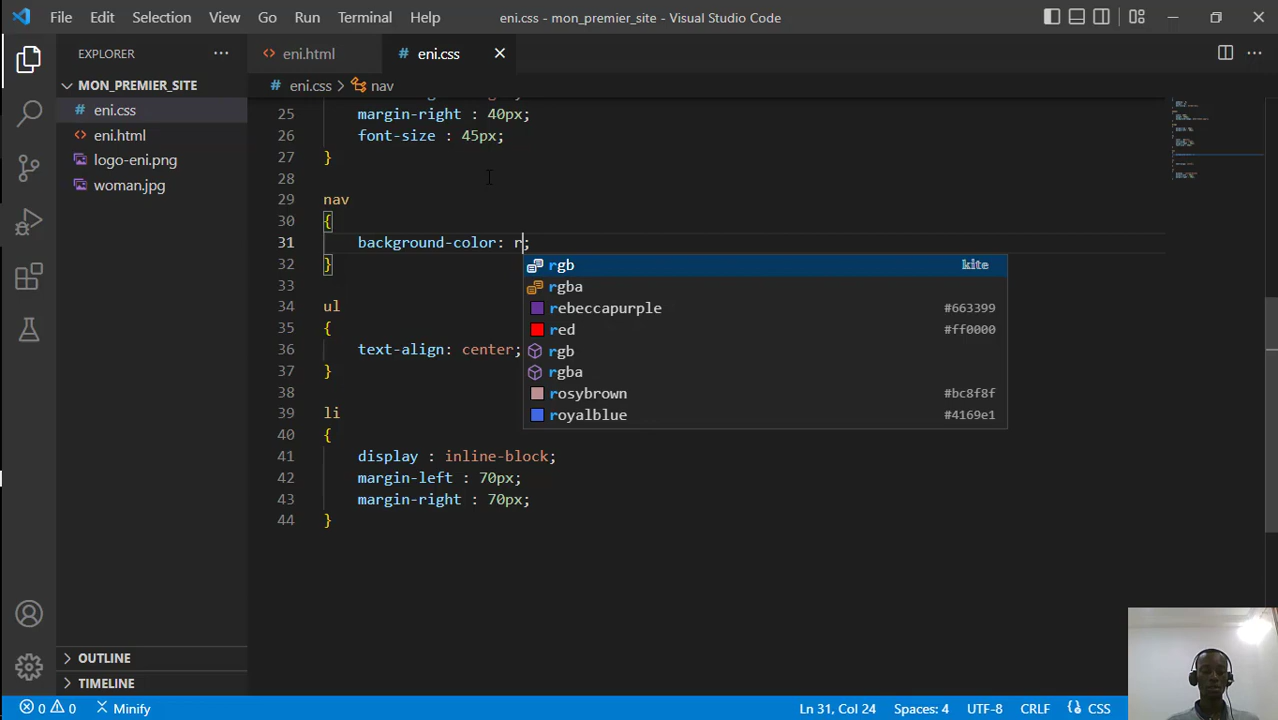 File Edit Selection View Go Run Terminal Help eni.css - mon_premier_site - Visual Studio Code
EXPLORER
MON_PREMIER_SITE
eni.css
eni.html
logo-eni.png
woman.jpg
OUTLINE
TIMELINE
eni.html # eni.css
# eni.css > nav
25 margin-right : 40px;
26 font-size : 45px;
27 }
28
29 nav
30 {
31 background-color: r;
32 }
33
34 ul
35 {
36 text-align: center;
37 }
38
39 li
40 {
41 display : inline-block;
42 margin-left : 70px;
43 margin-right : 70px;
44 }
rgb kite
rgba
rebeccapurple #663399
red #ff0000
rgb
rgba
rosybrown #bc8f8f
royalblue #4169e1
0 0 Minify Ln 31, Col 24 Spaces: 4 UTF-8 CRLF CSS